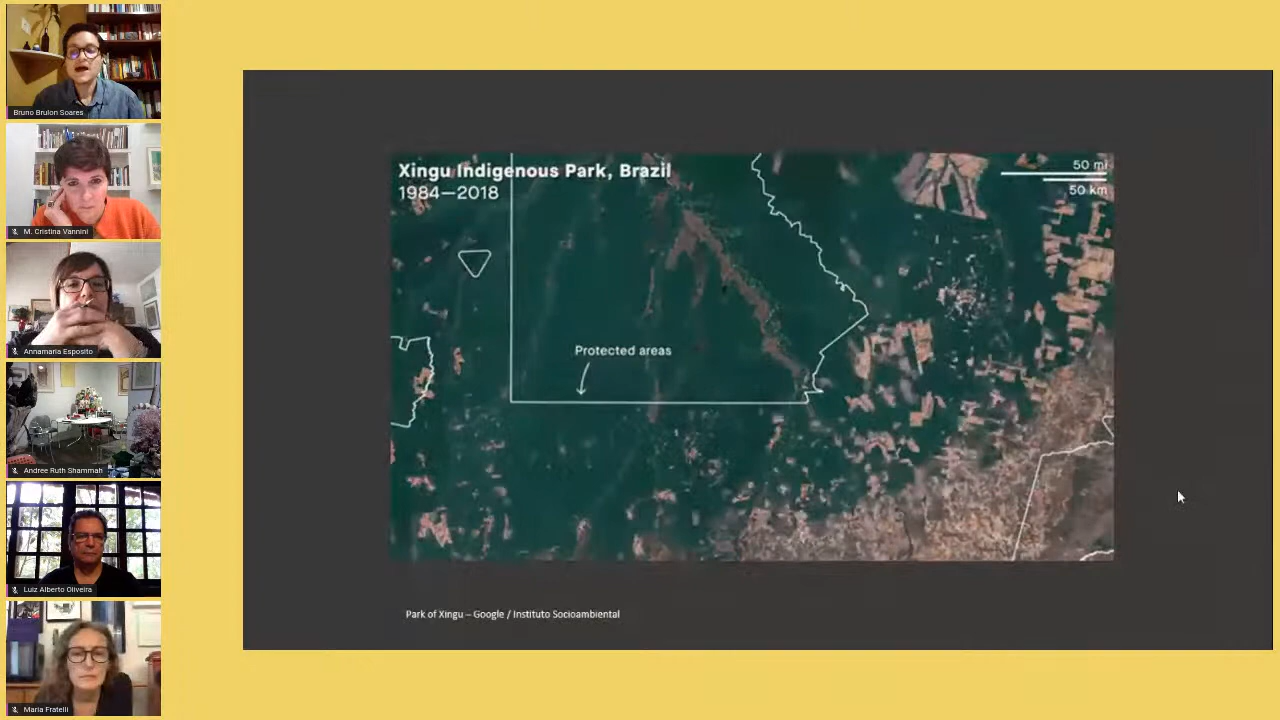 Bruno Brulon Soares
M. Cristina Vannini
Annamaria Esposito
Andree Ruth Shammah
Luiz Alberto Oliveira
Maria Fratelli
Xingu Indigenous Park, Brazil
1984—2018
50 mi
50 km
Protected areas
Park of Xingu – Google / Instituto Socioambiental